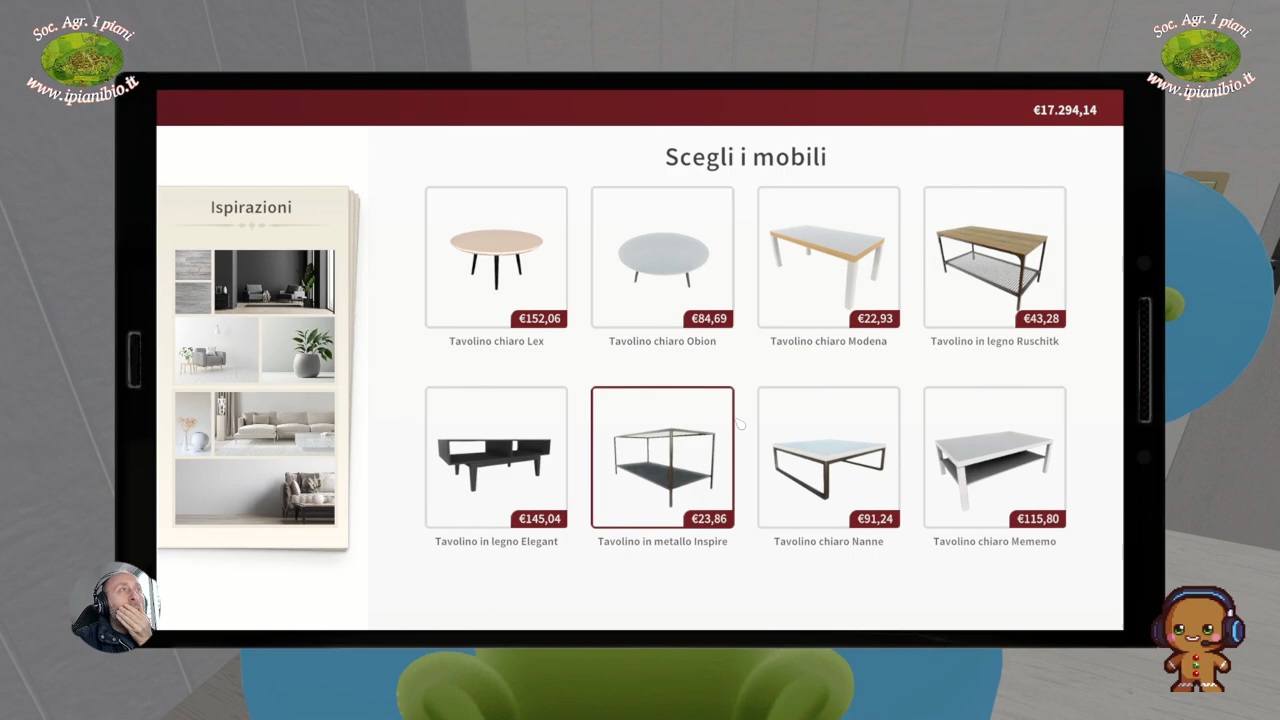 Soc. Agr. I piani
www.ipianibio.it
Soc. Agr. I piani
www.ipianibio.it
€17.294,14
Scegli i mobili
Ispirazioni
€152,06
€84,69
€22,93
€43,28
Tavolino chiaro Lex
Tavolino chiaro Obion
Tavolino chiaro Modena
Tavolino in legno Ruschitk
€145,04
€23,86
€91,24
€115,80
Tavolino in legno Elegant
Tavolino in metallo Inspire
Tavolino chiaro Nanne
Tavolino chiaro Mememo